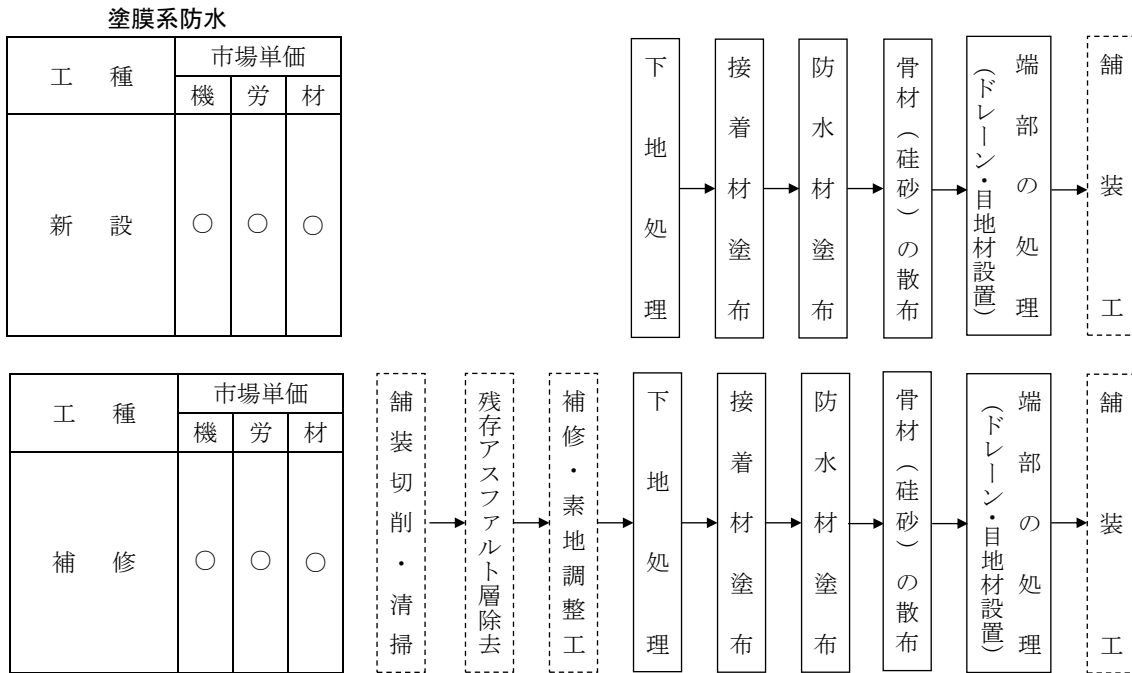 塗膜系防水
工種
市場単価
機 労 材
新設
○ ○ ○
下地処理
接着材塗布
防水材塗布
骨材（硅砂）の散布
端部の処理
（ドレーン・目地材設置）
舗装工
工種
市場単価
機 労 材
補修
○ ○ ○
舗装切削・清掃
残存アスファルト層除去
補修・素地調整工
下地処理
接着材塗布
防水材塗布
骨材（硅砂）の散布
端部の処理
（ドレーン・目地材設置）
舗装工